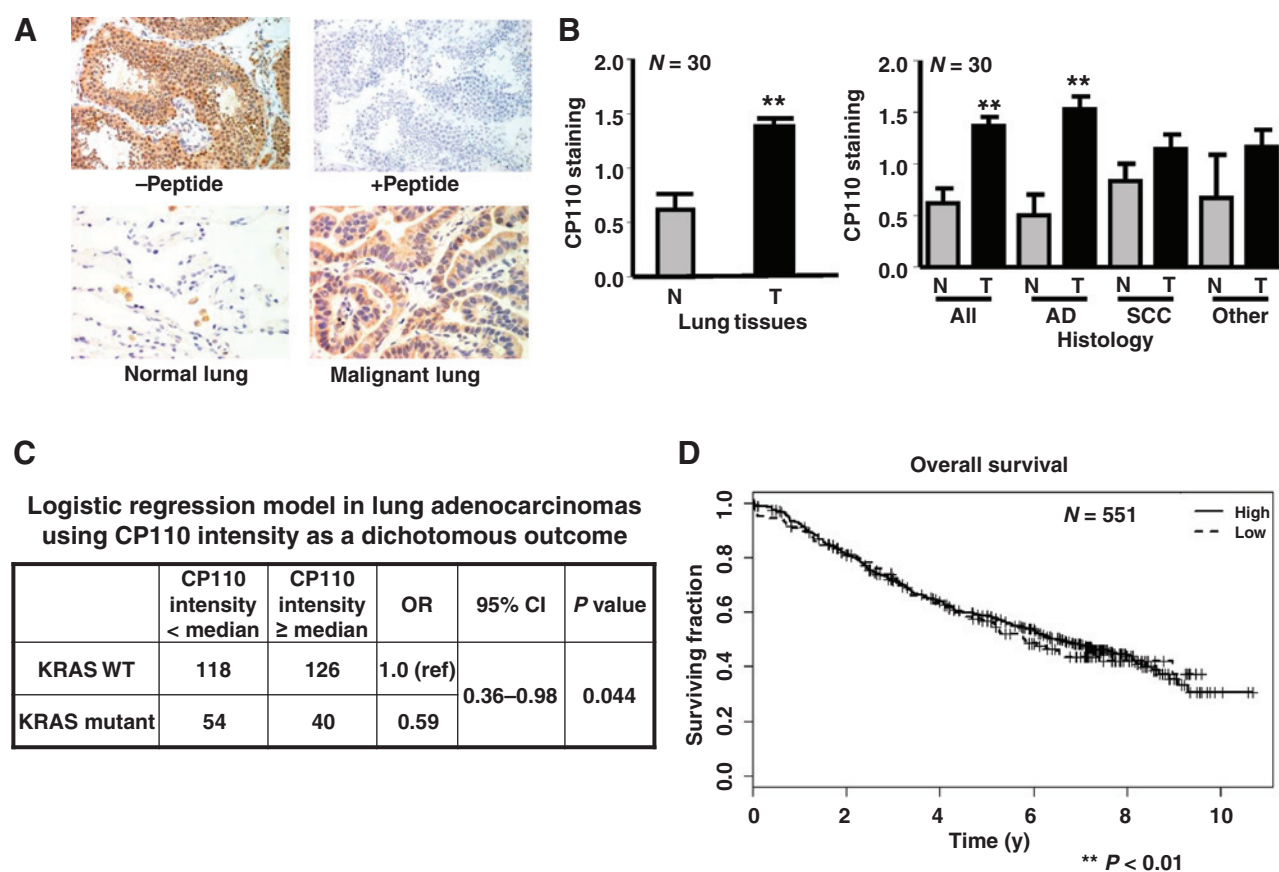 A
–Peptide
+Peptide
Normal lung
Malignant lung
B
N = 30
CP110 staining
2.0
1.5
1.0
0.5
0.0
**
N
T
Lung tissues
N = 30
CP110 staining
2.0
1.5
1.0
0.5
0.0
**
**
N T N T N T N T
All AD SCC Other
Histology
C
Logistic regression model in lung adenocarcinomas
using CP110 intensity as a dichotomous outcome
CP110 intensity < median
CP110 intensity ≥ median
OR
95% CI
P value
KRAS WT 118 126 1.0 (ref)
0.36–0.98 0.044
KRAS mutant 54 40 0.59
D
Overall survival
N = 551
High
Low
Surviving fraction
1.0
0.8
0.6
0.4
0.2
0.0
0 2 4 6 8 10
Time (y)
** P < 0.01